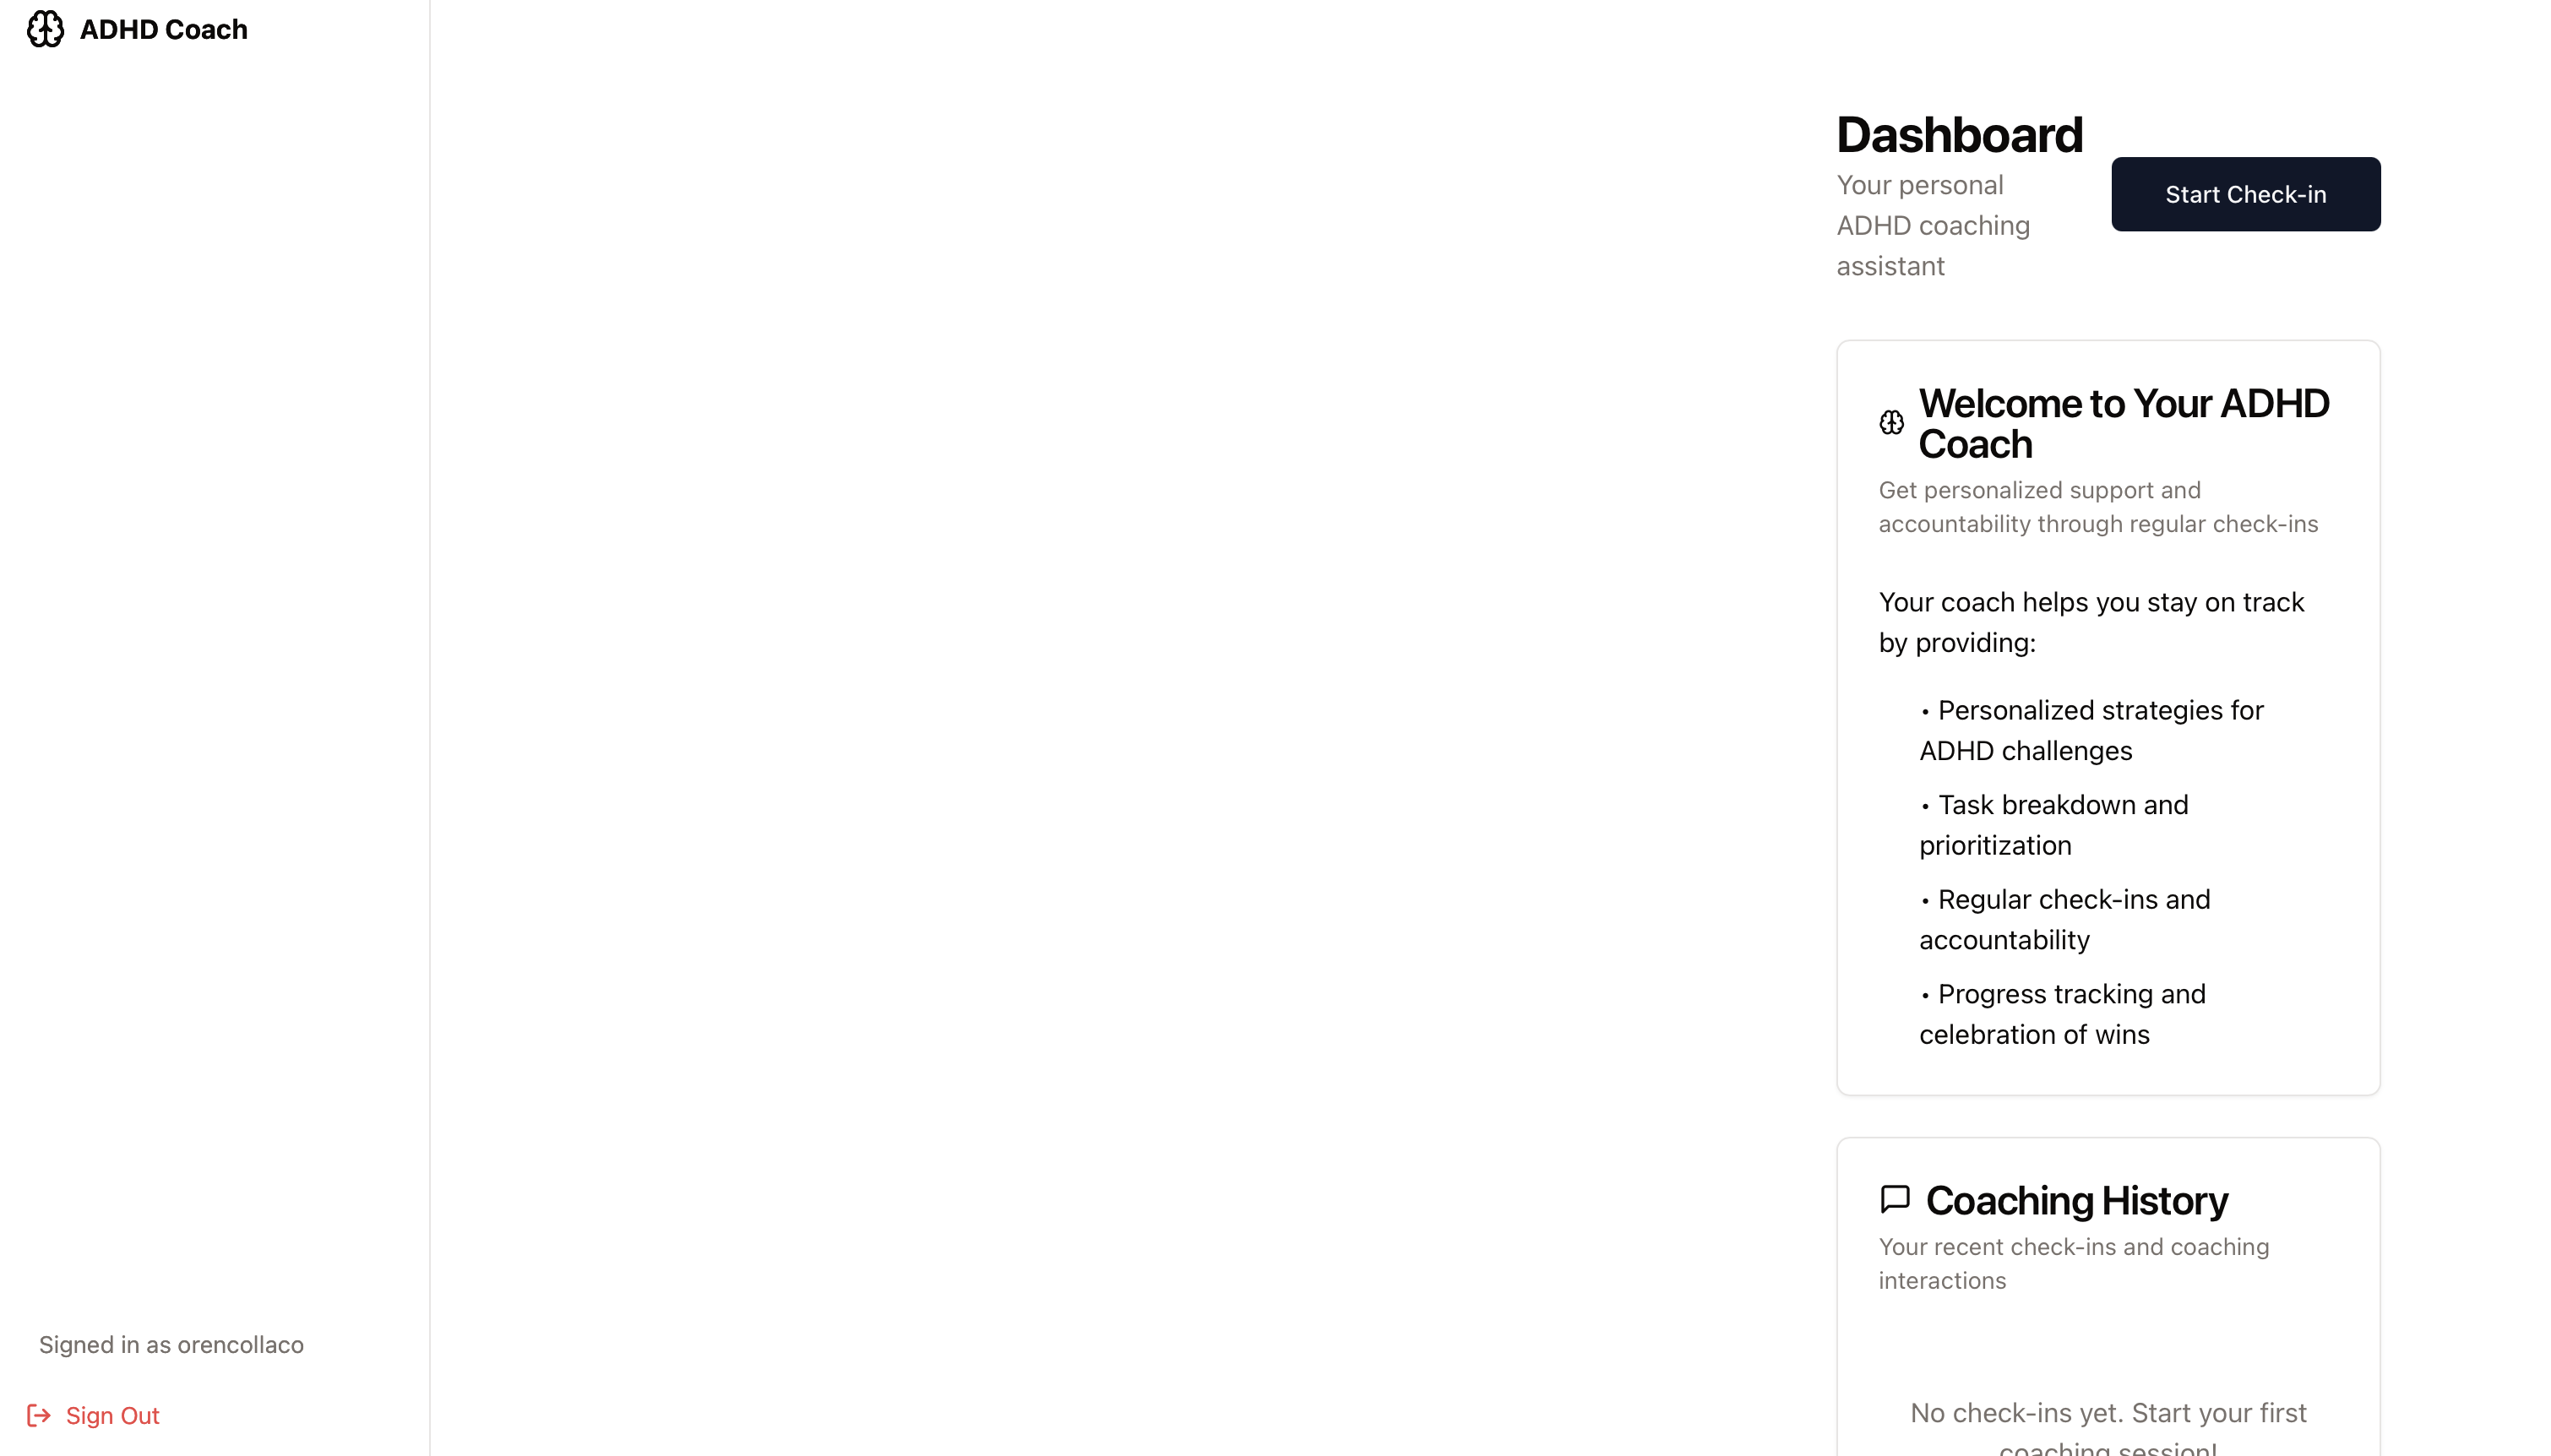 ADHD Coach
Dashboard
Your personal
ADHD coaching
assistant
Start Check-in
Welcome to Your ADHD
Coach
Get personalized support and
accountability through regular check-ins
Your coach helps you stay on track
by providing:
• Personalized strategies for
ADHD challenges
• Task breakdown and
prioritization
• Regular check-ins and
accountability
• Progress tracking and
celebration of wins
Coaching History
Your recent check-ins and coaching
interactions
No check-ins yet. Start your first
coaching session!
Signed in as orencollaco
Sign Out